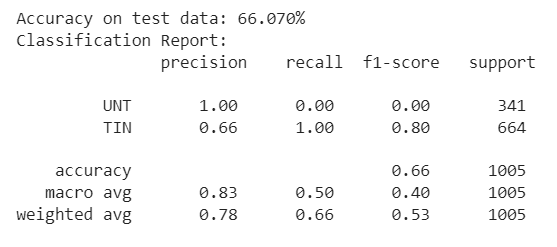 Accuracy on test data: 66.070%
Classification Report:
precision recall f1-score support
UNT 1.00 0.00 0.00 341
TIN 0.66 1.00 0.80 664
accuracy 0.66 1005
macro avg 0.83 0.50 0.40 1005
weighted avg 0.78 0.66 0.53 1005